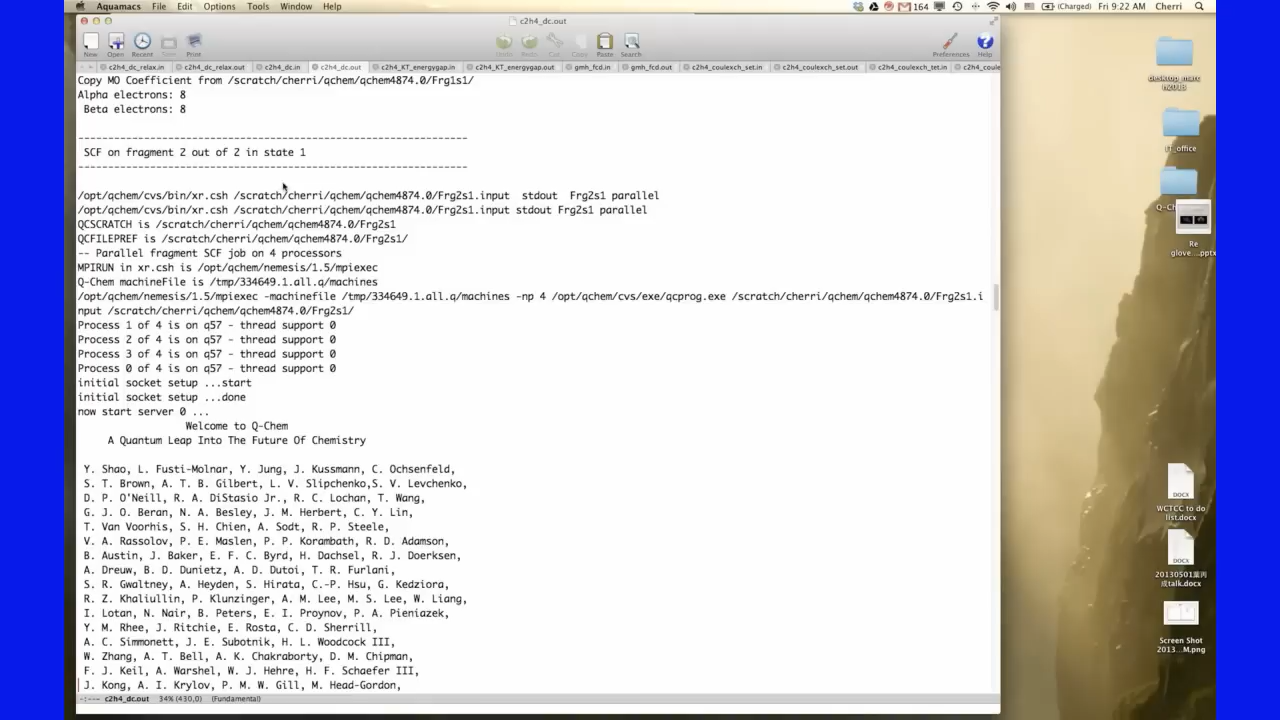 Aquamacs File Edit Options Tools Window Help
164 (Charged) Fri 9:22 AM Cherri
c2h4_dc.out
New Open Recent Save Print Undo Redo Cut Copy Paste Search Preferences Help
c2h4_dc_relax.in c2h4_dc_relax.out c2h4_dc.in c2h4_dc.out c2h4_KT_energygap.in c2h4_KT_energygap.out gmh_fcd.in gmh_fcd.out c2h4_coulexch_set.in c2h4_coulexch_set.out c2h4_coulexch_tet.in c2h4_coule
Copy MO Coefficient from /scratch/cherri/qchem/qchem4874.0/Frg1s1/
Alpha electrons: 8
Beta electrons: 8
-----------------------------------------------------------------
SCF on fragment 2 out of 2 in state 1
-----------------------------------------------------------------
/opt/qchem/cvs/bin/xr.csh /scratch/cherri/qchem/qchem4874.0/Frg2s1.input  stdout  Frg2s1 parallel
/opt/qchem/cvs/bin/xr.csh /scratch/cherri/qchem/qchem4874.0/Frg2s1.input stdout Frg2s1 parallel
QCSCRATCH is /scratch/cherri/qchem/qchem4874.0/Frg2s1
QCFILEPREF is /scratch/cherri/qchem/qchem4874.0/Frg2s1/
-- Parallel fragment SCF job on 4 processors
MPIRUN in xr.csh is /opt/qchem/nemesis/1.5/mpiexec
Q-Chem machineFile is /tmp/334649.1.all.q/machines
/opt/qchem/nemesis/1.5/mpiexec -machinefile /tmp/334649.1.all.q/machines -np 4 /opt/qchem/cvs/exe/qcprog.exe /scratch/cherri/qchem/qchem4874.0/Frg2s1.i
nput /scratch/cherri/qchem/qchem4874.0/Frg2s1/
Process 1 of 4 is on q57 - thread support 0
Process 2 of 4 is on q57 - thread support 0
Process 3 of 4 is on q57 - thread support 0
Process 0 of 4 is on q57 - thread support 0
initial socket setup ...start
initial socket setup ...done
now start server 0 ...
Welcome to Q-Chem
A Quantum Leap Into The Future Of Chemistry
Y. Shao, L. Fusti-Molnar, Y. Jung, J. Kussmann, C. Ochsenfeld,
S. T. Brown, A. T. B. Gilbert, L. V. Slipchenko,S. V. Levchenko,
D. P. O'Neill, R. A. DiStasio Jr., R. C. Lochan, T. Wang,
G. J. O. Beran, N. A. Besley, J. M. Herbert, C. Y. Lin,
T. Van Voorhis, S. H. Chien, A. Sodt, R. P. Steele,
V. A. Rassolov, P. E. Maslen, P. P. Korambath, R. D. Adamson,
B. Austin, J. Baker, E. F. C. Byrd, H. Dachsel, R. J. Doerksen,
A. Dreuw, B. D. Dunietz, A. D. Dutoi, T. R. Furlani,
S. R. Gwaltney, A. Heyden, S. Hirata, C.-P. Hsu, G. Kedziora,
R. Z. Khaliullin, P. Klunzinger, A. M. Lee, M. S. Lee, W. Liang,
I. Lotan, N. Nair, B. Peters, E. I. Proynov, P. A. Pieniazek,
Y. M. Rhee, J. Ritchie, E. Rosta, C. D. Sherrill,
A. C. Simmonett, J. E. Subotnik, H. L. Woodcock III,
W. Zhang, A. T. Bell, A. K. Chakraborty, D. M. Chipman,
F. J. Keil, A. Warshel, W. J. Hehre, H. F. Schaefer III,
J. Kong, A. I. Krylov, P. M. W. Gill, M. Head-Gordon,
-:--- c2h4_dc.out 34% (430,0) (Fundamental)
desktop_marc
h2013
IT_office
Q-Ch
Re
glove....pptx
DOCX
WCTCC to do
list.docx
DOCX
成talk.docx
Screen Shot
2013...M.png